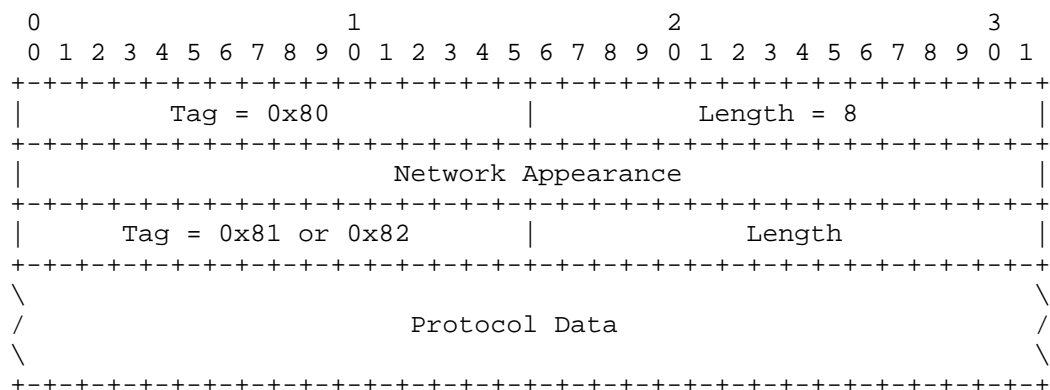 0                   1                   2                   3
 0 1 2 3 4 5 6 7 8 9 0 1 2 3 4 5 6 7 8 9 0 1 2 3 4 5 6 7 8 9 0 1
+-+-+-+-+-+-+-+-+-+-+-+-+-+-+-+-+-+-+-+-+-+-+-+-+-+-+-+-+-+-+-+-+
|         Tag = 0x80            |          Length = 8           |
+-+-+-+-+-+-+-+-+-+-+-+-+-+-+-+-+-+-+-+-+-+-+-+-+-+-+-+-+-+-+-+-+
|                       Network Appearance                      |
+-+-+-+-+-+-+-+-+-+-+-+-+-+-+-+-+-+-+-+-+-+-+-+-+-+-+-+-+-+-+-+-+
|      Tag = 0x81 or 0x82       |             Length            |
+-+-+-+-+-+-+-+-+-+-+-+-+-+-+-+-+-+-+-+-+-+-+-+-+-+-+-+-+-+-+-+-+
\                                                               \
/                        Protocol Data                          /
\                                                               \
+-+-+-+-+-+-+-+-+-+-+-+-+-+-+-+-+-+-+-+-+-+-+-+-+-+-+-+-+-+-+-+-+